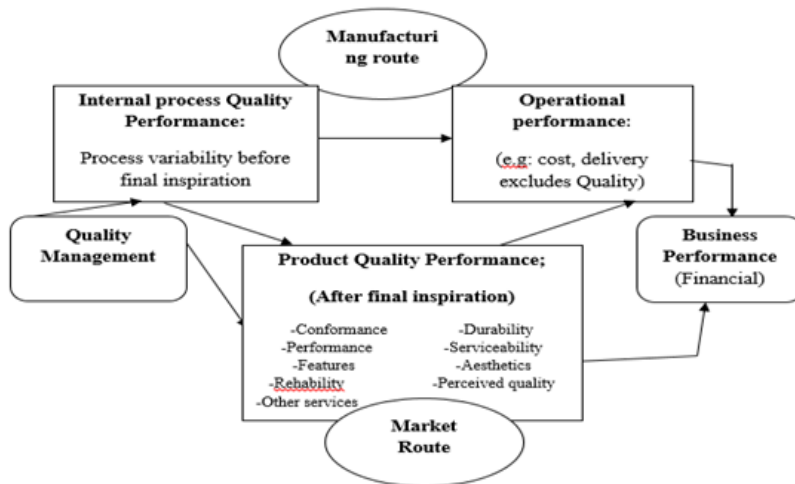 Manufacturi
ng route
Internal process Quality
Performance:
Process variability before
final inspiration
Operational
performance:
(e.g: cost, delivery
excludes Quality)
Quality
Management
Product Quality Performance;
(After final inspiration)
-Conformance
-Performance
-Features
-Rehability
-Other services
-Durability
-Serviceability
-Aesthetics
-Perceived quality
Business
Performance
(Financial)
Market
Route